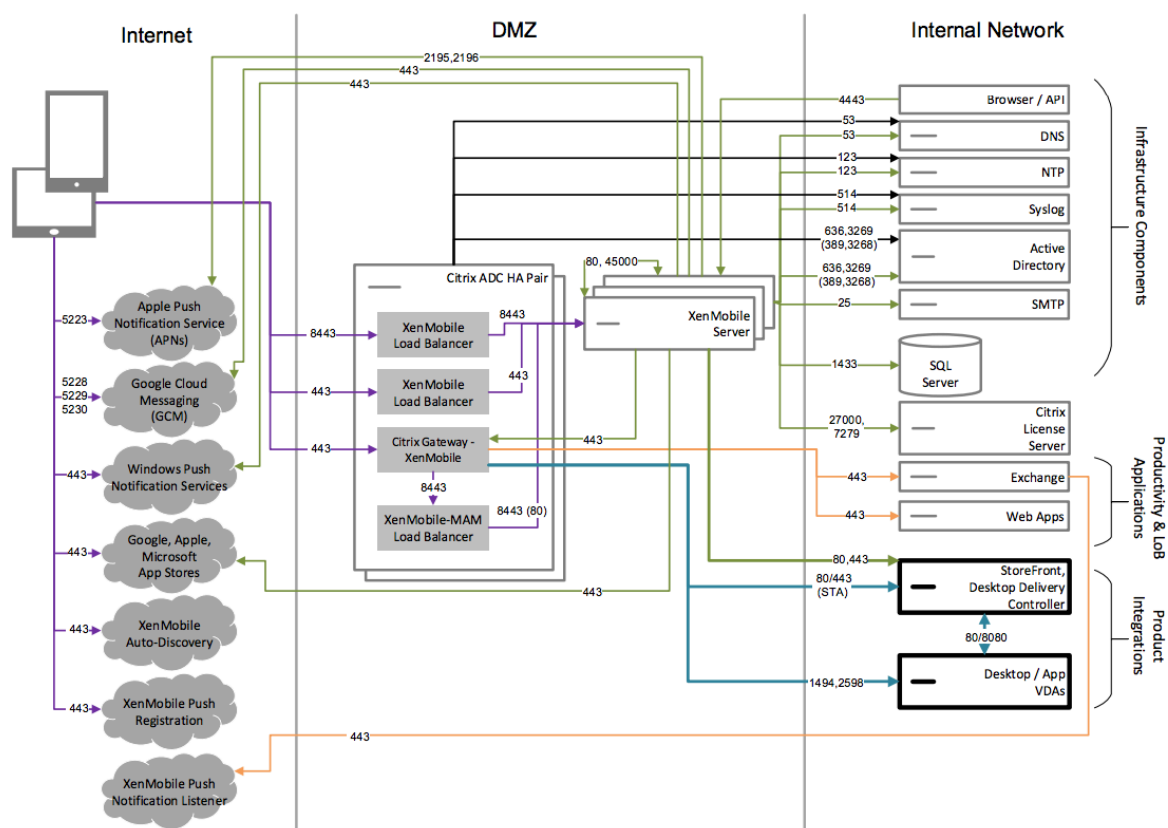 Internet
DMZ
Internal Network
2195,2196
443
443
4443
Browser / API
53
53
DNS
123
123
NTP
514
514
Syslog
636,3269
(389,3268)
636,3269
(389,3268)
Active
Directory
25
SMTP
1433
SQL
Server
27000,
7279
Citrix
License
Server
Infrastructure Components
443
Exchange
443
Web Apps
Productivity & LoB
Applications
80,443
80/443
(STA)
StoreFront,
Desktop Delivery
Controller
80/8080
1494,2598
Desktop / App
VDAs
Product
Integrations
Citrix ADC HA Pair
8443
XenMobile
Load Balancer
8443
443
XenMobile
Load Balancer
443
443
Citrix Gateway -
XenMobile
443
8443
XenMobile-MAM
Load Balancer
8443 (80)
80, 45000
XenMobile
Server
5223
Apple Push
Notification Service
(APNs)
5228
5229
5230
Google Cloud
Messaging
(GCM)
443
Windows Push
Notification Services
443
Google, Apple,
Microsoft
App Stores
443
443
XenMobile
Auto-Discovery
443
XenMobile Push
Registration
443
XenMobile Push
Notification Listener